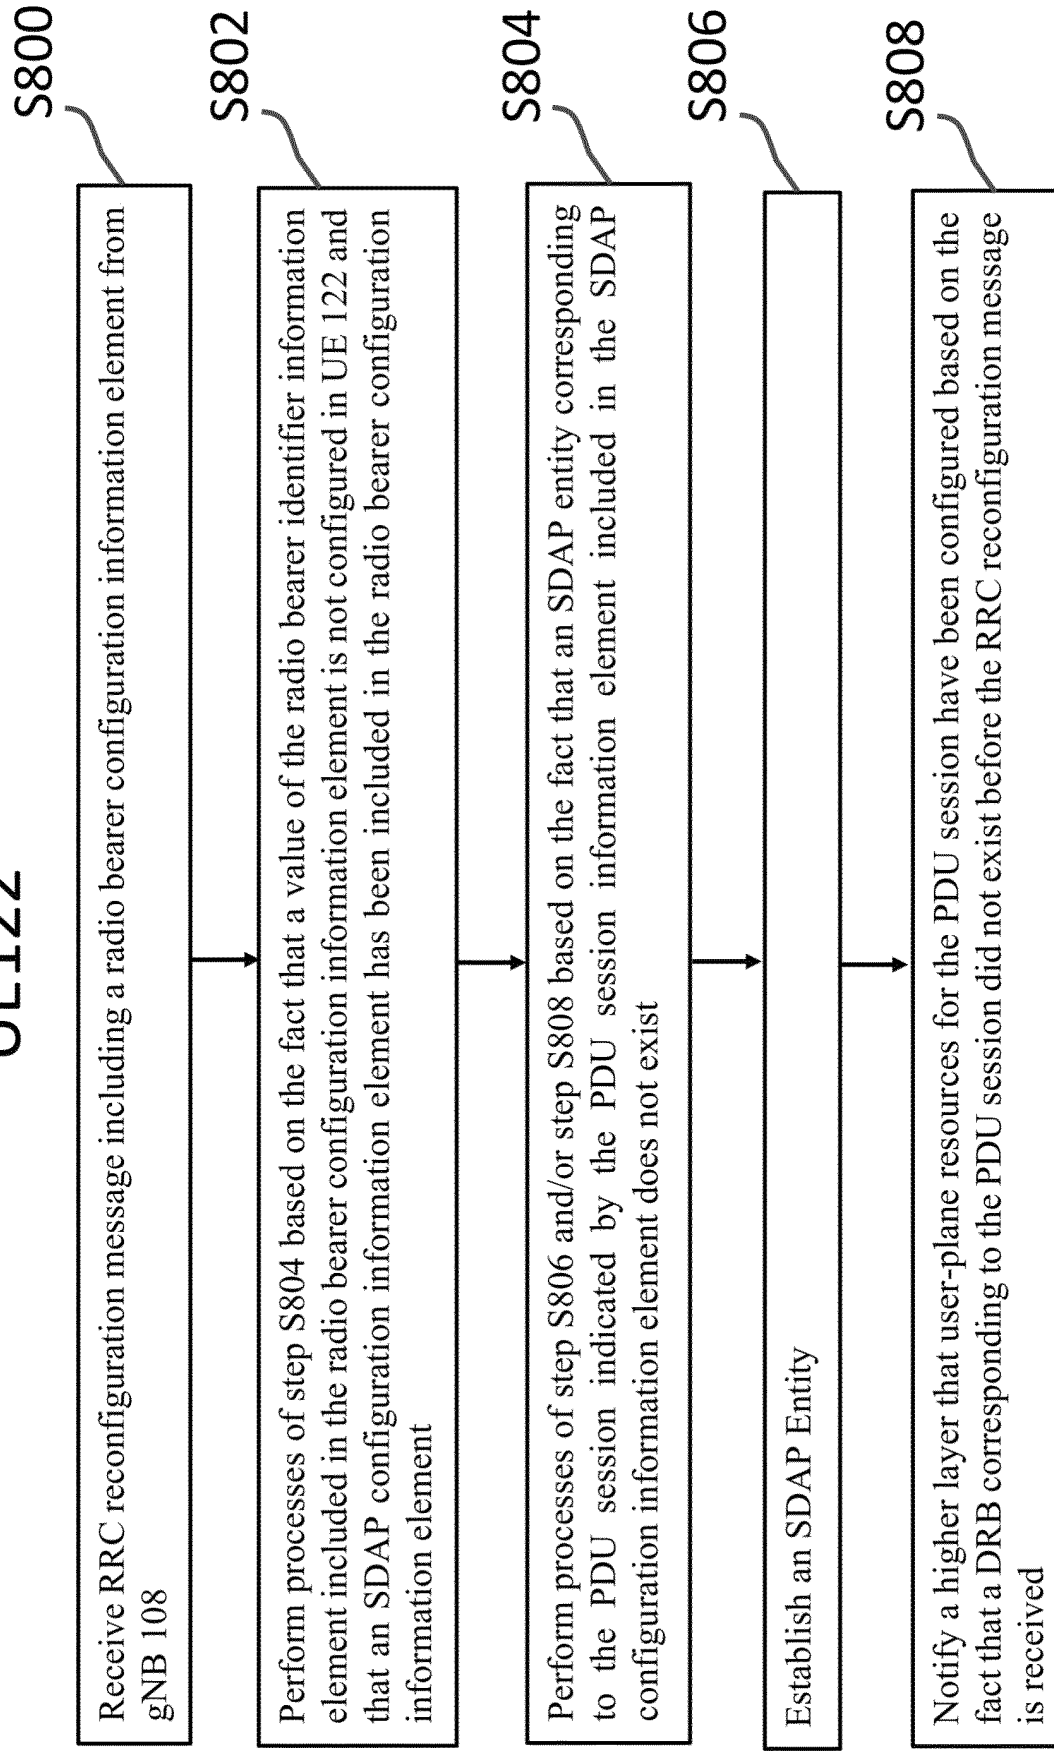 UE122
S800
Receive RRC reconfiguration message including a radio bearer configuration information element from
gNB 108
S802
Perform processes of step S804 based on the fact that a value of the radio bearer identifier information
element included in the radio bearer configuration information element is not configured in UE 122 and
that an SDAP configuration information element has been included in the radio bearer configuration
information element
S804
Perform processes of step S806 and/or step S808 based on the fact that an SDAP entity corresponding
to the PDU session indicated by the PDU session information element included in the SDAP
configuration information element does not exist
S806
Establish an SDAP Entity
S808
Notify a higher layer that user-plane resources for the PDU session have been configured based on the
fact that a DRB corresponding to the PDU session did not exist before the RRC reconfiguration message
is received